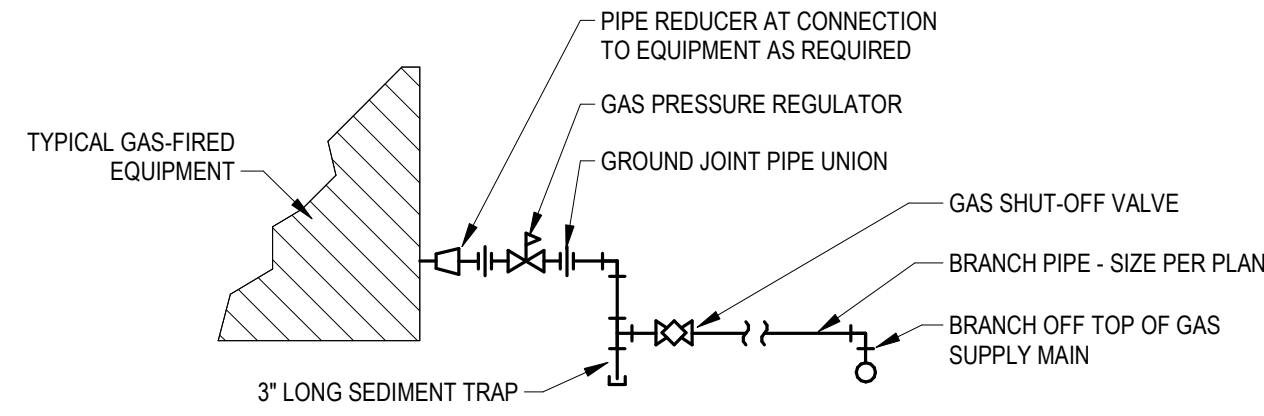 PIPE REDUCER AT CONNECTION
TO EQUIPMENT AS REQUIRED
GAS PRESSURE REGULATOR
TYPICAL GAS-FIRED
EQUIPMENT
GROUND JOINT PIPE UNION
GAS SHUT-OFF VALVE
BRANCH PIPE - SIZE PER PLAN
BRANCH OFF TOP OF GAS
SUPPLY MAIN
3" LONG SEDIMENT TRAP